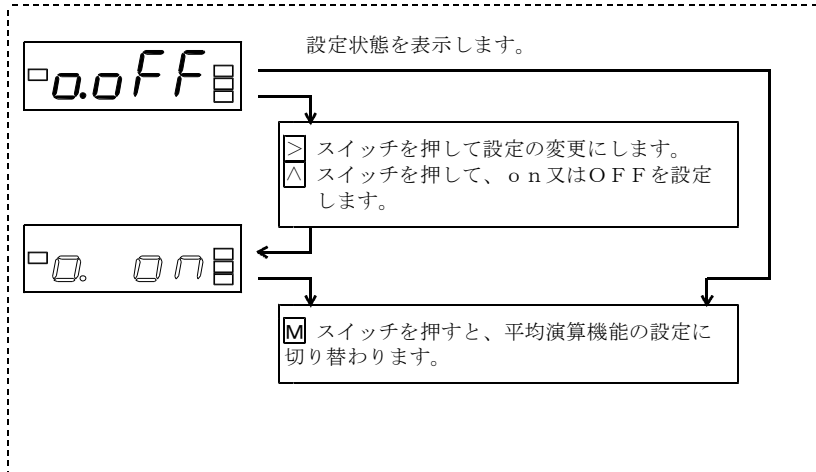 設定状態を表示します。
o.oFF
> スイッチを押して設定の変更にします。
∧ スイッチを押して、ｏｎ又はＯＦＦを設定
します。
o. on
M スイッチを押すと、平均演算機能の設定に
切り替わります。